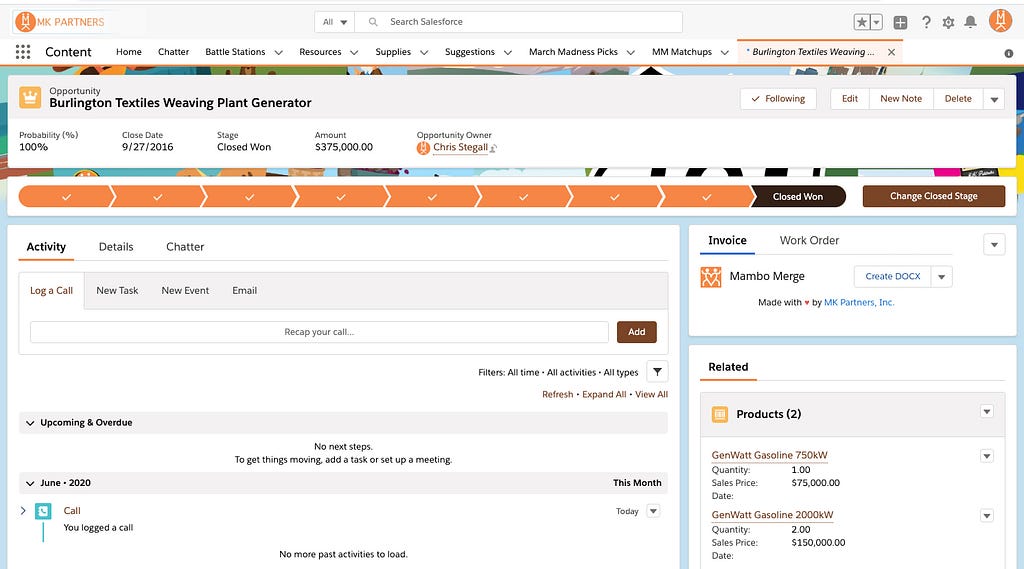 MK PARTNERS
All
Search Salesforce
Content
Home
Chatter
Battle Stations
Resources
Supplies
Suggestions
March Madness Picks
MM Matchups
* Burlington Textiles Weaving ...
Opportunity
Burlington Textiles Weaving Plant Generator
Following
Edit
New Note
Delete
Probability (%)
100%
Close Date
9/27/2016
Stage
Closed Won
Amount
$375,000.00
Opportunity Owner
Chris Stegall
Closed Won
Change Closed Stage
Activity
Details
Chatter
Log a Call
New Task
New Event
Email
Recap your call...
Add
Filters: All time • All activities • All types
Refresh • Expand All • View All
Upcoming & Overdue
No next steps.
To get things moving, add a task or set up a meeting.
June • 2020
This Month
Call
Today
You logged a call
No more past activities to load.
Invoice
Work Order
Mambo Merge
Create DOCX
Made with ♥ by MK Partners, Inc.
Related
Products (2)
GenWatt Gasoline 750kW
Quantity: 1.00
Sales Price: $75,000.00
Date:
GenWatt Gasoline 2000kW
Quantity: 2.00
Sales Price: $150,000.00
Date: